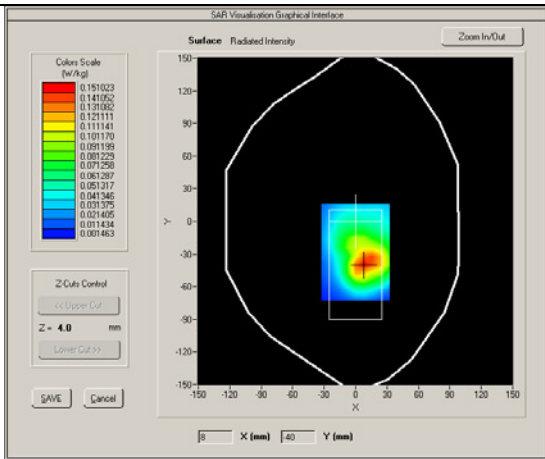 SAR Visualisation Graphical Interface
Surface Radiated Intensity
Zoom In/Out
Colors Scale
(W/kg)
0.151023
0.141052
0.131082
0.121111
0.111141
0.101170
0.091199
0.081229
0.071258
0.061287
0.051317
0.041346
0.031375
0.021405
0.011434
0.001463
Z-Cuts Control
<< Upper Cut
Z = 4.0 mm
Lower Cut >>
SAVE
Cancel
150
120
90
60
30
0
-30
-60
-90
-120
-150
Y
-150 -120 -90 -60 -30 0 30 60 90 120 150
X
8 X (mm) -40 Y (mm)